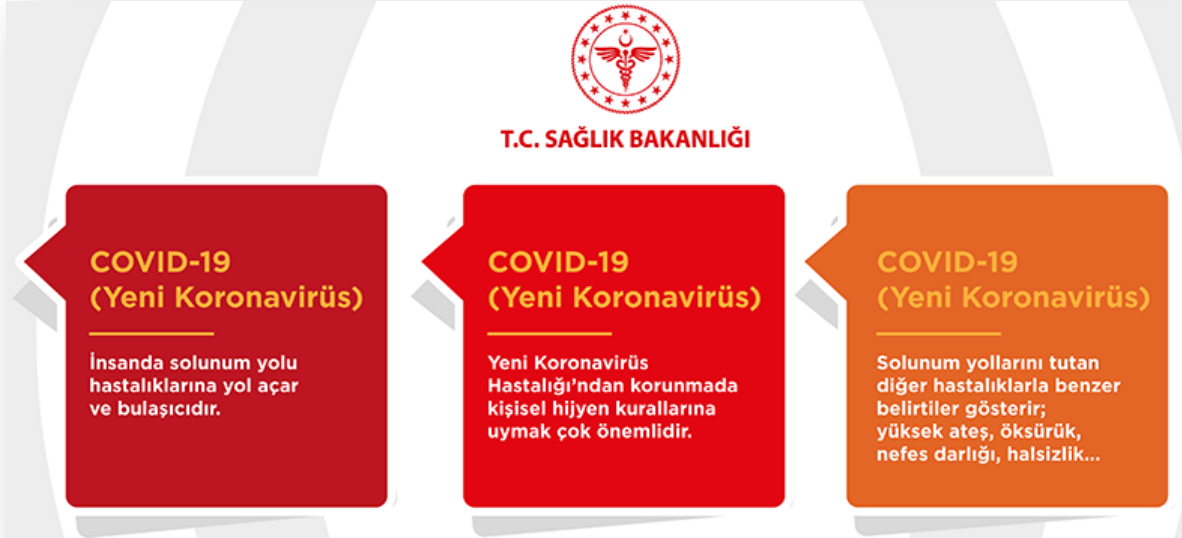 T.C. SAĞLIK BAKANLIĞI
COVID-19
(Yeni Koronavirüs)
İnsanda solunum yolu
hastalıklarına yol açar
ve bulaşıcıdır.
COVID-19
(Yeni Koronavirüs)
Yeni Koronavirüs
Hastalığı’ndan korunmada
kişisel hijyen kurallarına
uymak çok önemlidir.
COVID-19
(Yeni Koronavirüs)
Solunum yollarını tutan
diğer hastalıklarla benzer
belirtiler gösterir;
yüksek ateş, öksürük,
nefes darlığı, halsizlik...